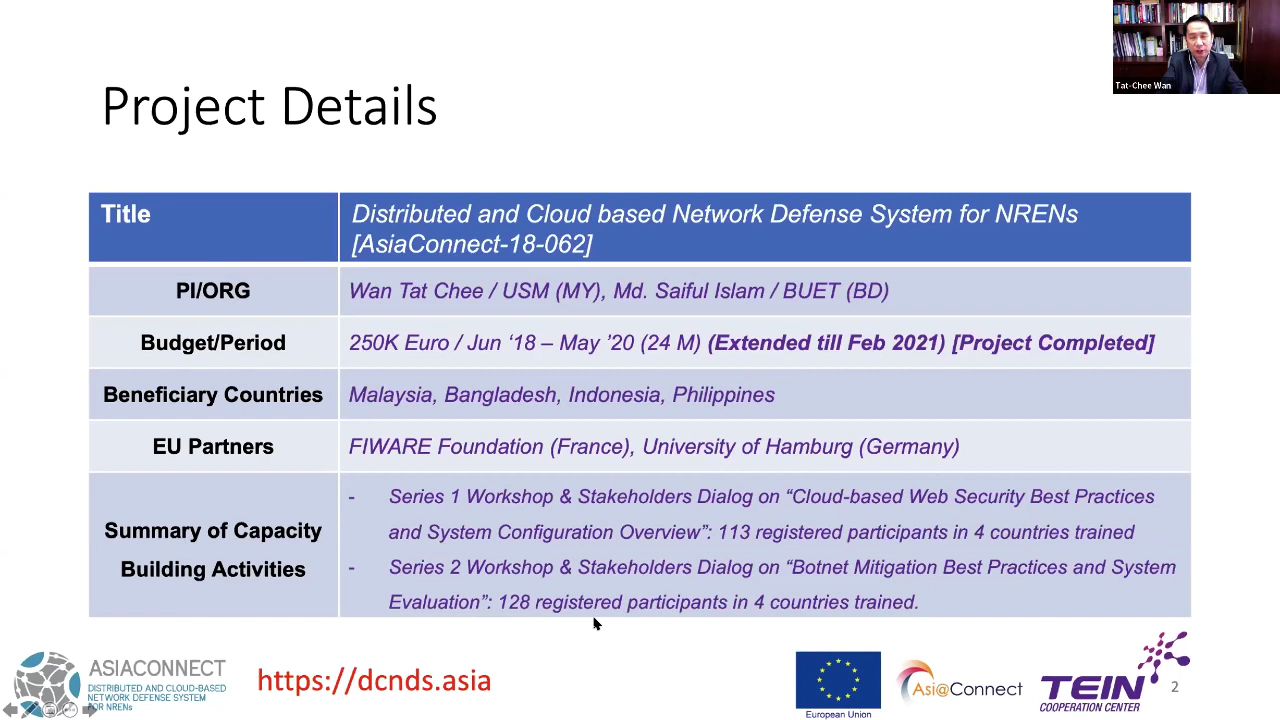 Tat-Chee Wan
Project Details
Title
Distributed and Cloud based Network Defense System for NRENs
[AsiaConnect-18-062]
PI/ORG
Wan Tat Chee / USM (MY), Md. Saiful Islam / BUET (BD)
Budget/Period
250K Euro / Jun ‘18 – May ’20 (24 M) (Extended till Feb 2021) [Project Completed]
Beneficiary Countries
Malaysia, Bangladesh, Indonesia, Philippines
EU Partners
FIWARE Foundation (France), University of Hamburg (Germany)
Summary of Capacity
Building Activities
- Series 1 Workshop & Stakeholders Dialog on “Cloud-based Web Security Best Practices
and System Configuration Overview”: 113 registered participants in 4 countries trained
- Series 2 Workshop & Stakeholders Dialog on “Botnet Mitigation Best Practices and System
Evaluation”: 128 registered participants in 4 countries trained.
ASIACONNECT
DISTRIBUTED AND CLOUD-BASED
NETWORK DEFENSE SYSTEM
FOR NRENs
https://dcnds.asia
European Union
Asi@Connect
TEIN
COOPERATION CENTER
2